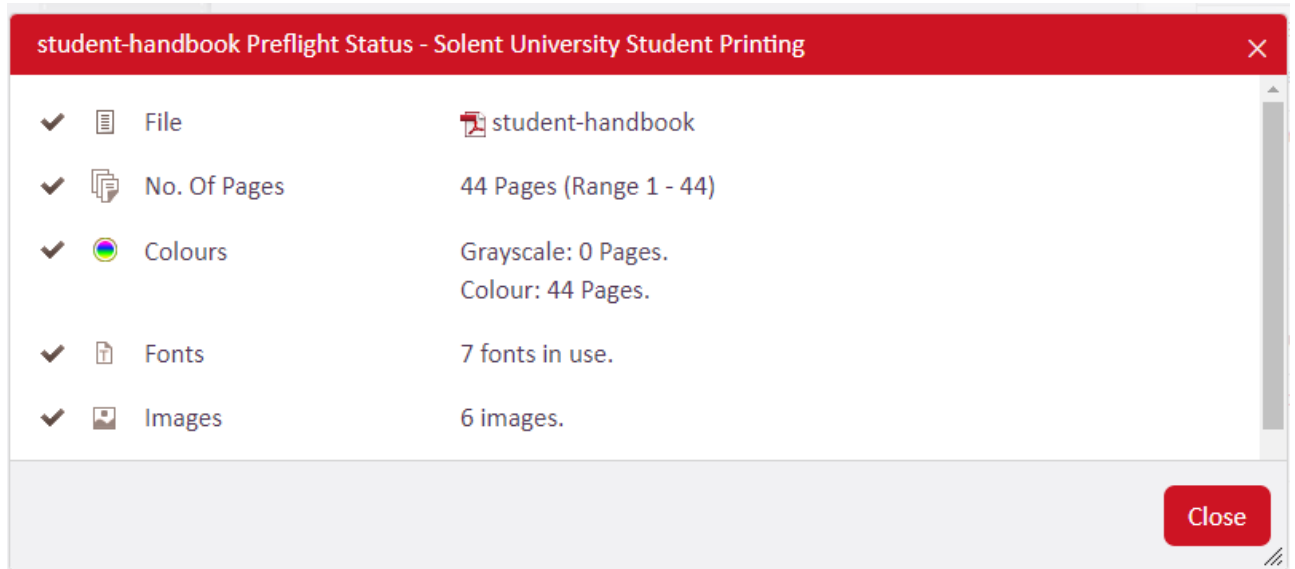 student-handbook Preflight Status - Solent University Student Printing
File student-handbook
No. Of Pages 44 Pages (Range 1 - 44)
Colours Grayscale: 0 Pages.
Colour: 44 Pages.
Fonts 7 fonts in use.
Images 6 images.
Close